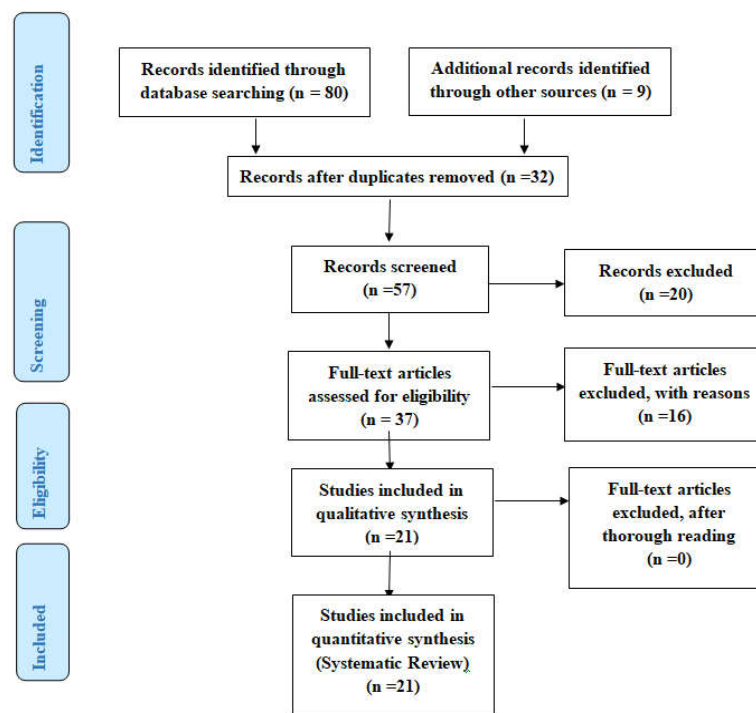 Identification
Records identified through
database searching (n = 80)
Additional records identified
through other sources (n = 9)
Records after duplicates removed (n =32)
Screening
Records screened
(n =57)
Records excluded
(n =20)
Full-text articles
assessed for eligibility
(n = 37)
Full-text articles
excluded, with reasons
(n =16)
Eligibility
Studies included in
qualitative synthesis
(n =21)
Full-text articles
excluded, after
thorough reading
(n =0)
Included
Studies included in
quantitative synthesis
(Systematic Review)
(n =21)